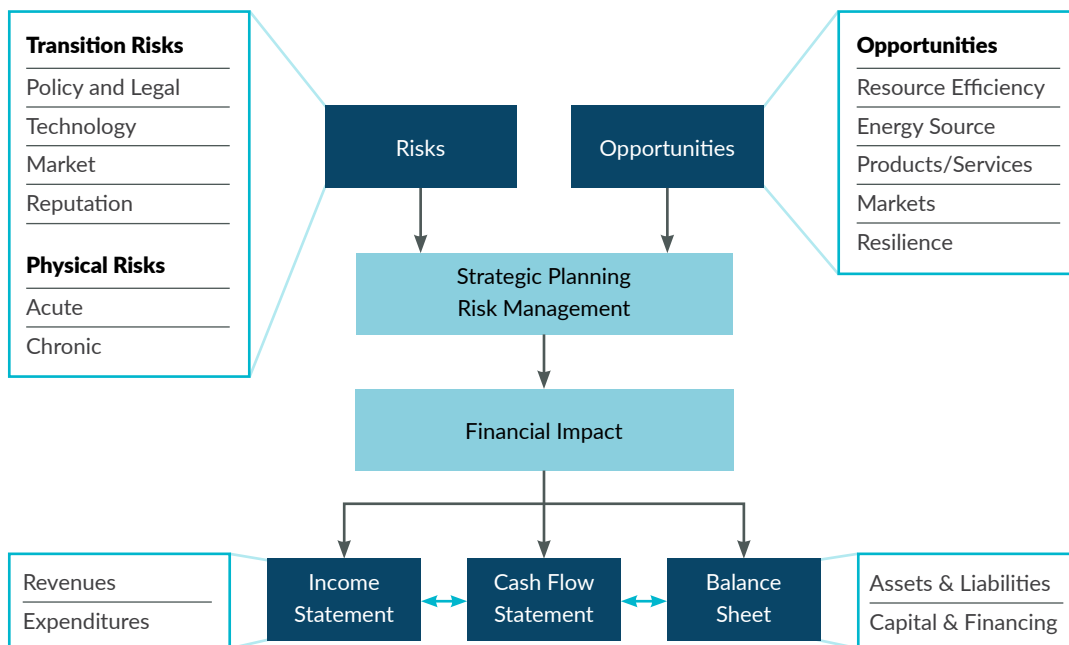 Transition Risks
Policy and Legal
Technology
Market
Reputation
Physical Risks
Acute
Chronic
Risks
Opportunities
Opportunities
Resource Efficiency
Energy Source
Products/Services
Markets
Resilience
Strategic Planning
Risk Management
Financial Impact
Revenues
Expenditures
Income
Statement
Cash Flow
Statement
Balance
Sheet
Assets & Liabilities
Capital & Financing